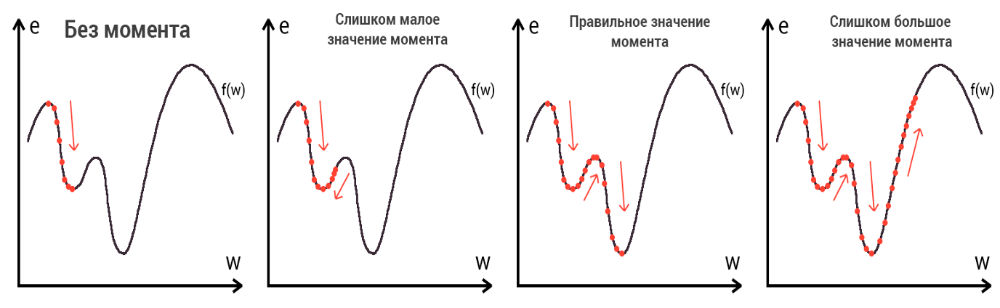 e
Без момента
f(w)
W
e
Слишком малое
значение момента
f(w)
W
e
Правильное значение
момента
f(w)
W
e
Слишком большое
значение момента
f(w)
W